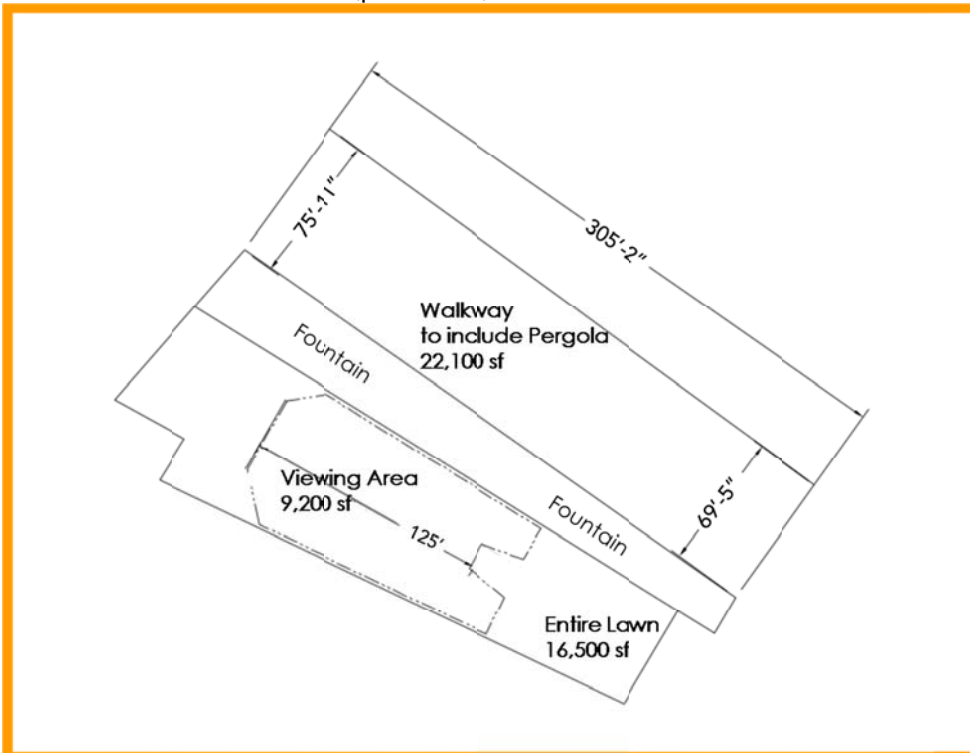 75'-11"
305'-2"
Walkway
to include Pergola
22,100 sf
Fountain
Viewing Area
9,200 sf
125'
69'-5"
Fountain
Entire Lawn
16,500 sf